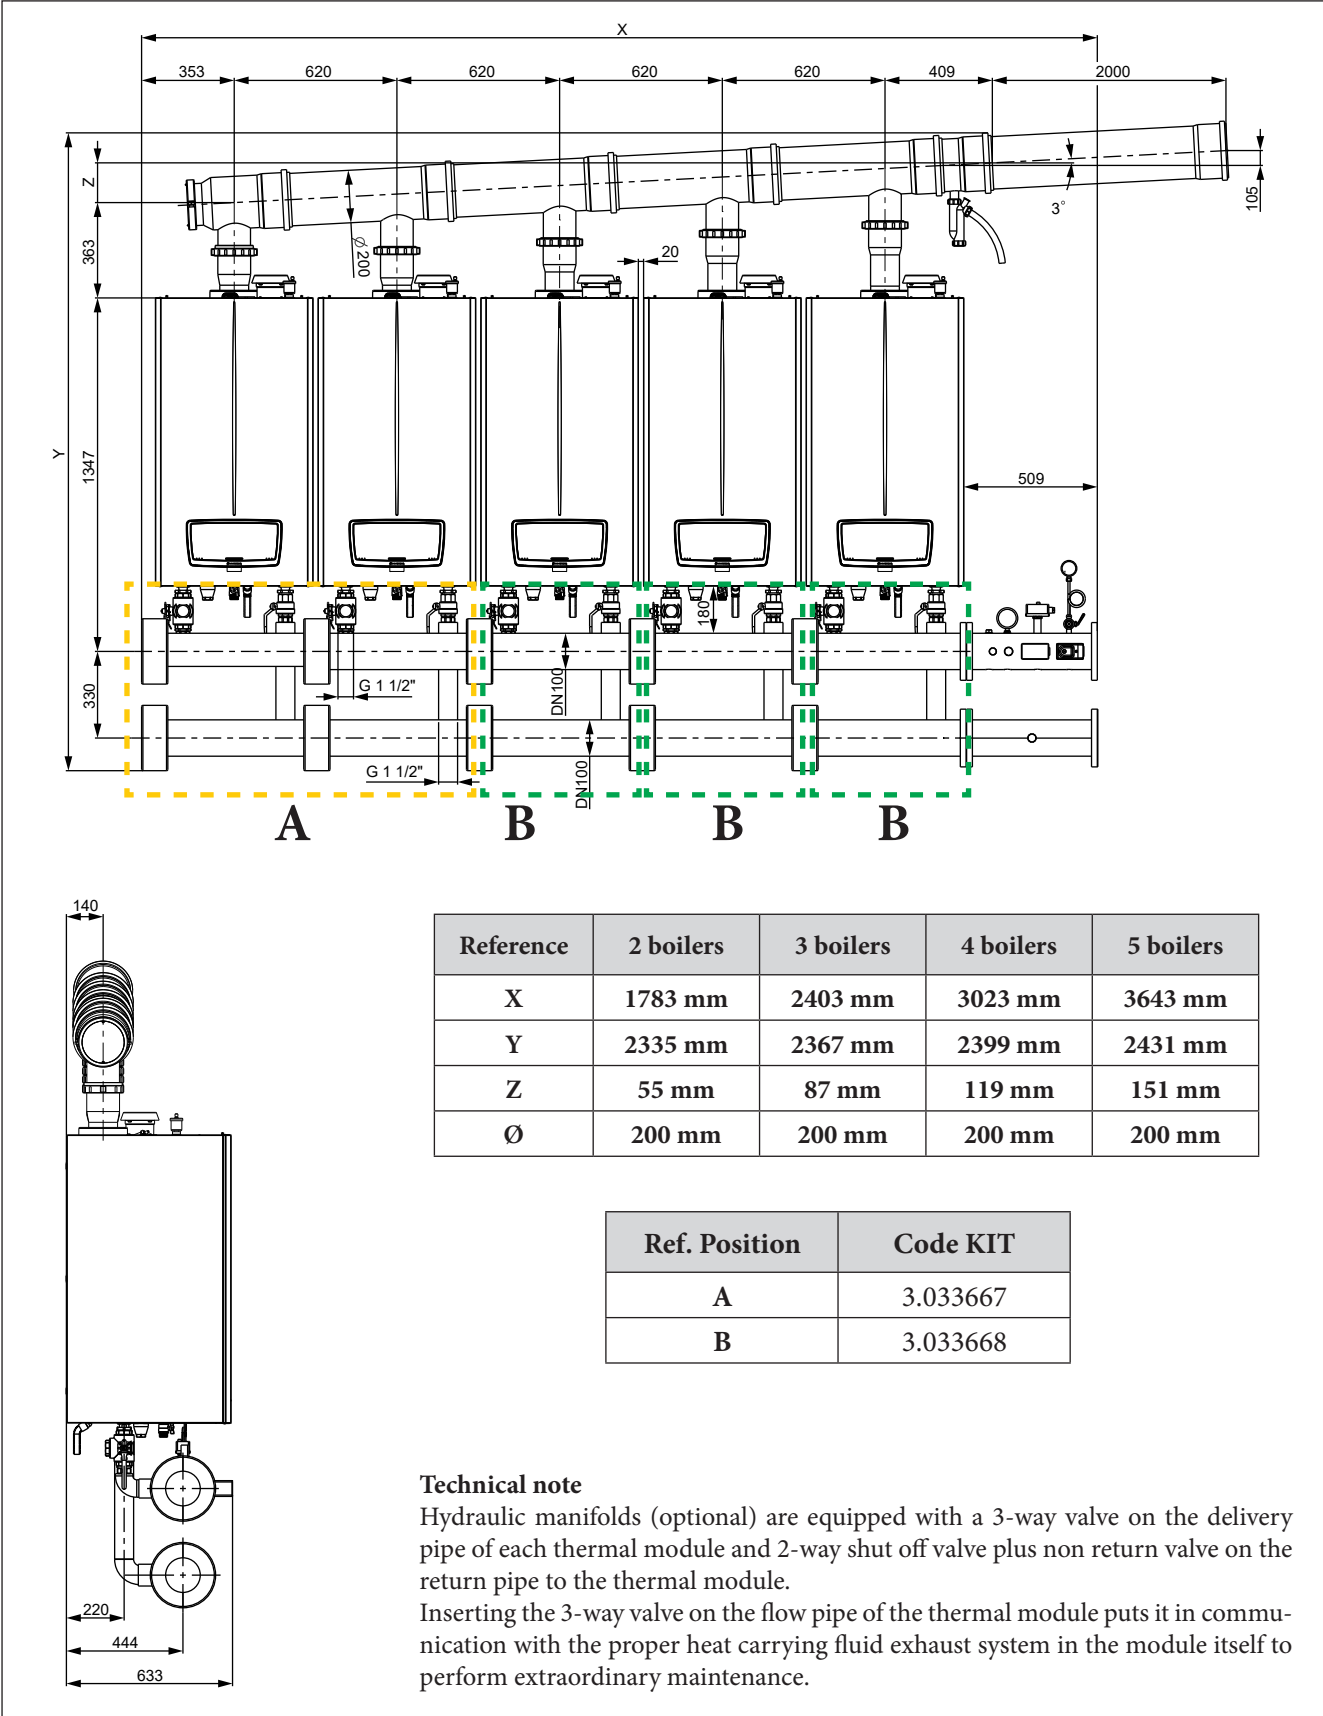 X
353 620 620 620 620 409 2000
Z
363
Ø 200
20
3°
105
Y
1347
509
180
330
G 1 1/2"
DN100
G 1 1/2"
DN100
A B B B
140
Reference 2 boilers 3 boilers 4 boilers 5 boilers
X 1783 mm 2403 mm 3023 mm 3643 mm
Y 2335 mm 2367 mm 2399 mm 2431 mm
Z 55 mm 87 mm 119 mm 151 mm
Ø 200 mm 200 mm 200 mm 200 mm
Ref. Position Code KIT
A 3.033667
B 3.033668
220
444
633
Technical note
Hydraulic manifolds (optional) are equipped with a 3-way valve on the delivery
pipe of each thermal module and 2-way shut off valve plus non return valve on the
return pipe to the thermal module.
Inserting the 3-way valve on the flow pipe of the thermal module puts it in commu-
nication with the proper heat carrying fluid exhaust system in the module itself to
perform extraordinary maintenance.